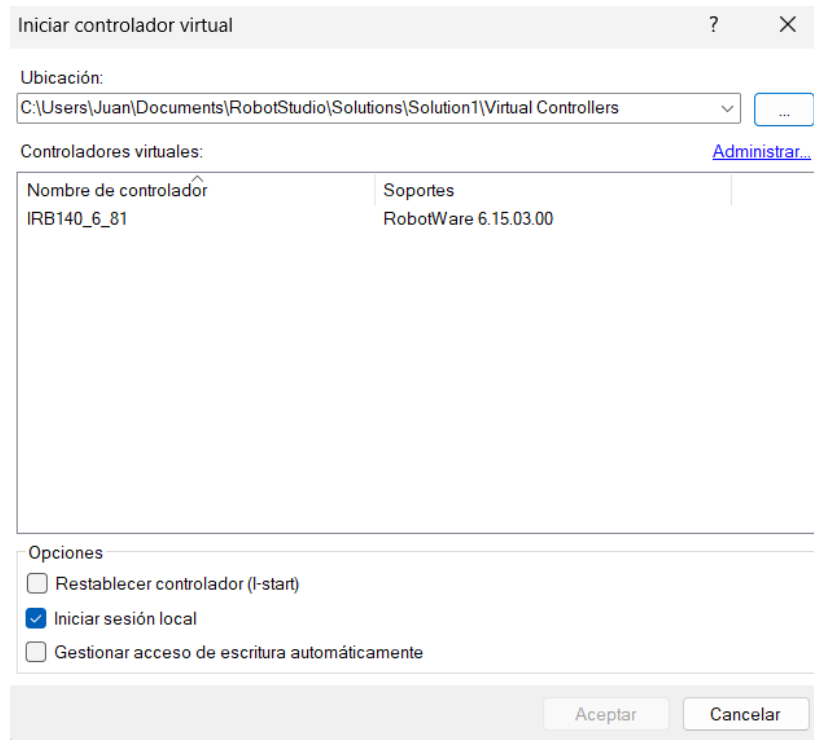 Iniciar controlador virtual ? ×
Ubicación:
C:\Users\Juan\Documents\RobotStudio\Solutions\Solution1\Virtual Controllers ...
Controladores virtuales: Administrar...
Nombre de controlador Soportes
IRB140_6_81 RobotWare 6.15.03.00
Opciones
Restablecer controlador (I-start)
Iniciar sesión local
Gestionar acceso de escritura automáticamente
Aceptar Cancelar